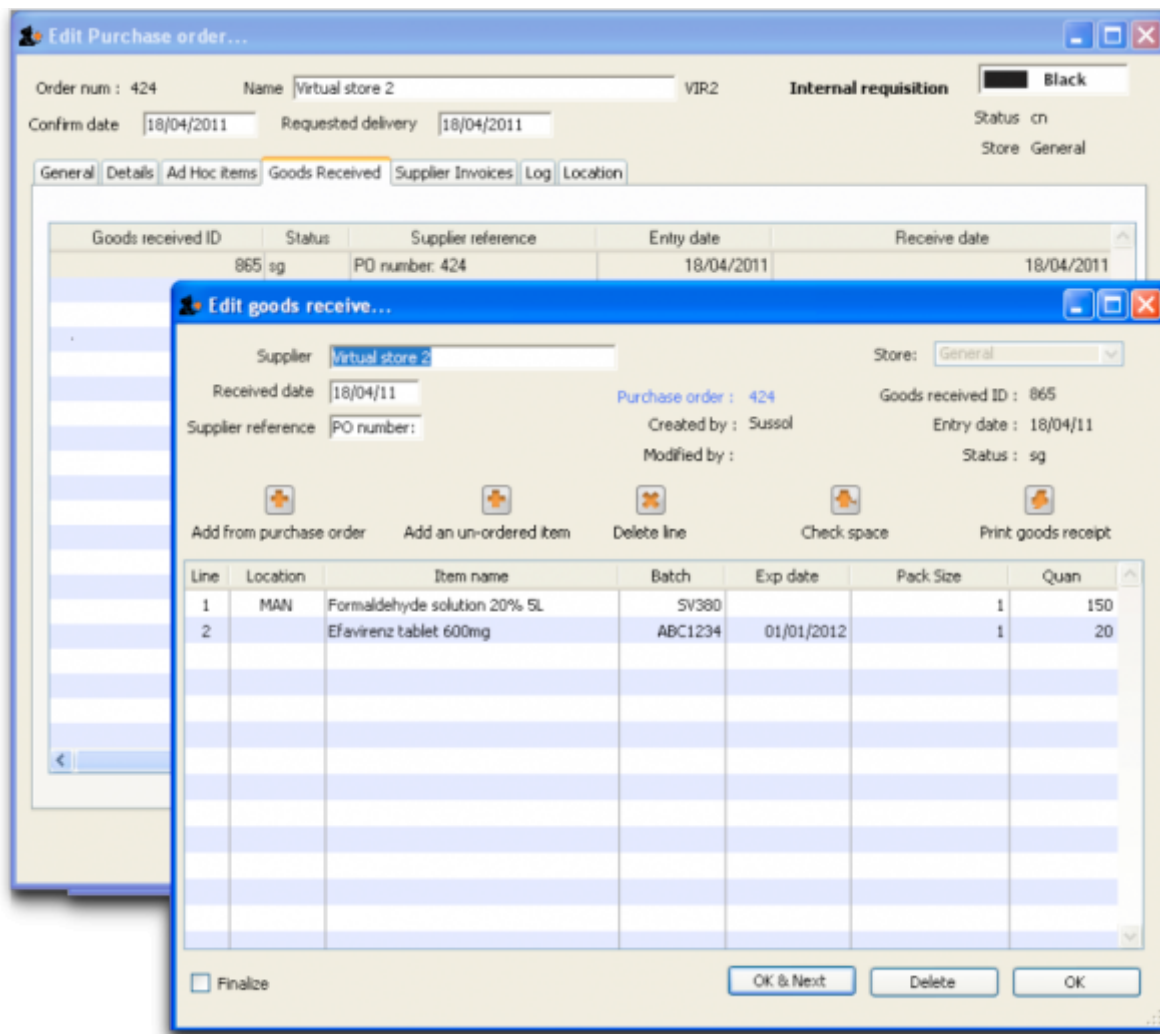 Edit Purchase order...
Order num : 424 Name Virtual store 2 VIR2 Internal requisition Black
Confirm date 18/04/2011 Requested delivery 18/04/2011 Status cn
Store General
General Details Ad Hoc items Goods Received Supplier Invoices Log Location
Goods received ID Status Supplier reference Entry date Receive date
865 sg PO number: 424 18/04/2011 18/04/2011
Edit goods receive...
Supplier Virtual store 2 Store: General
Received date 18/04/11 Purchase order : 424 Goods received ID : 865
Supplier reference PO number: Created by : Sussol Entry date : 18/04/11
Modified by : Status : sg
Add from purchase order Add an un-ordered item Delete line Check space Print goods receipt
Line Location Item name Batch Exp date Pack Size Quan
1 MAN Formaldehyde solution 20% 5L SV380 1 150
2 Efavirenz tablet 600mg ABC1234 01/01/2012 1 20
Finalize OK & Next Delete OK